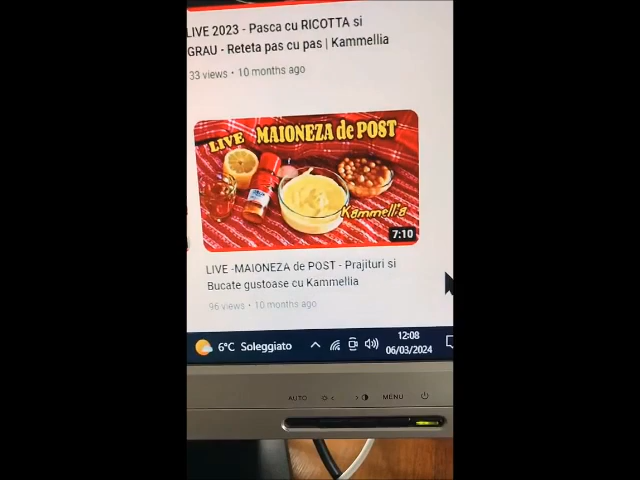 LIVE 2023 - Pasca cu RICOTTA si
GRAU - Reteta pas cu pas | Kammellia
33 views • 10 months ago
LIVE MAIONEZA de POST
Kammellia
7:10
LIVE -MAIONEZA de POST - Prajituri si
Bucate gustoase cu Kammellia
96 views • 10 months ago
6°C Soleggiato
12:08
06/03/2024
AUTO
MENU